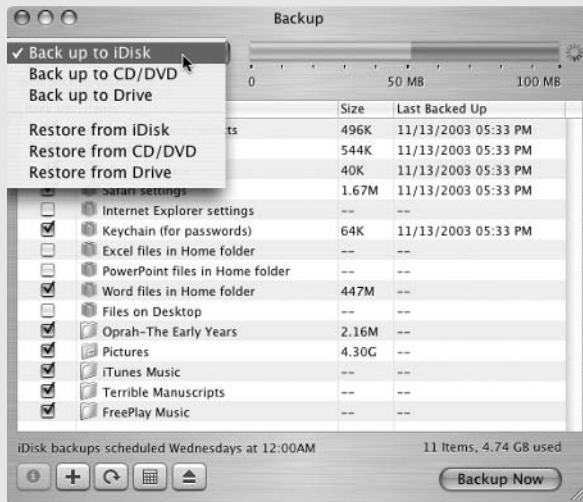 Backup
✓ Back up to iDisk
Back up to CD/DVD
Back up to Drive
Restore from iDisk
Restore from CD/DVD
Restore from Drive
0 50 MB 100 MB
Size Last Backed Up
cts 496K 11/13/2003 05:33 PM
544K 11/13/2003 05:33 PM
40K 11/13/2003 05:33 PM
Safari settings 1.67M 11/13/2003 05:33 PM
Internet Explorer settings -- --
Keychain (for passwords) 64K 11/13/2003 05:33 PM
Excel files in Home folder -- --
PowerPoint files in Home folder -- --
Word files in Home folder 447M --
Files on Desktop -- --
Oprah-The Early Years 2.16M --
Pictures 4.30G --
iTunes Music -- --
Terrible Manuscripts -- --
FreePlay Music -- --
iDisk backups scheduled Wednesdays at 12:00AM 11 Items, 4.74 GB used
Backup Now